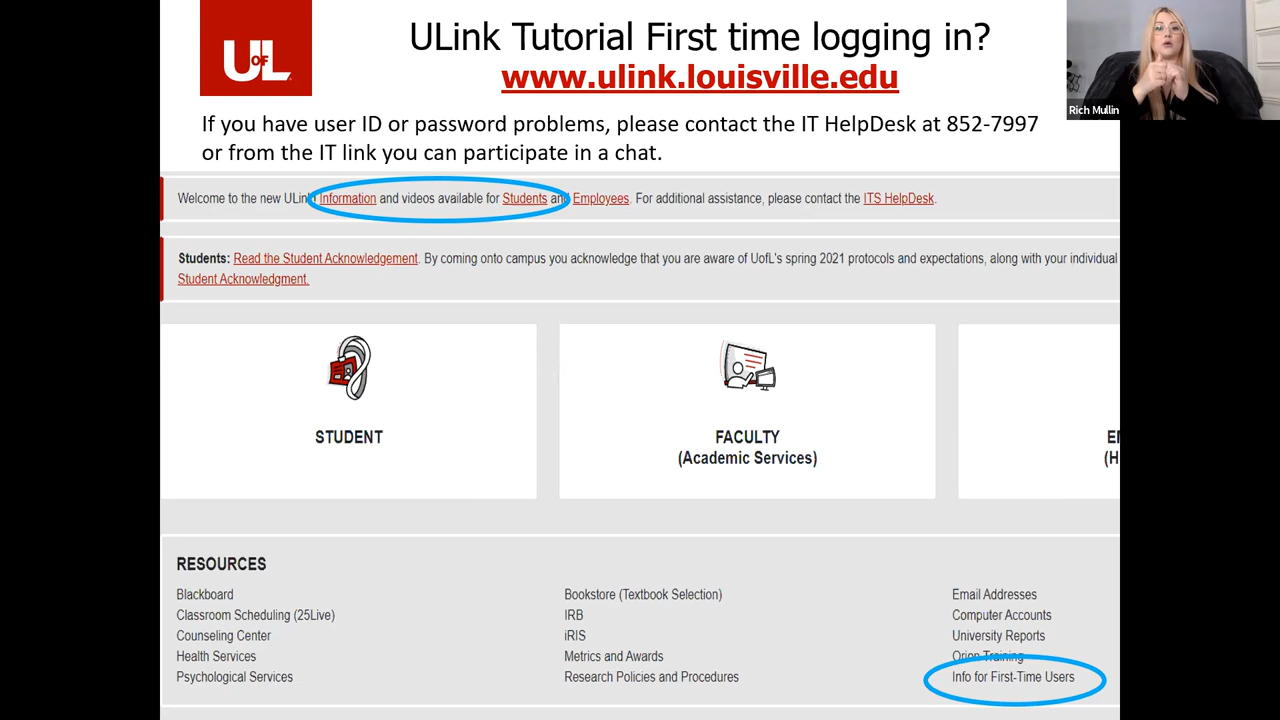 UofL
ULink Tutorial First time logging in?
www.ulink.louisville.edu
Rich Mullin
If you have user ID or password problems, please contact the IT HelpDesk at 852-7997
or from the IT link you can participate in a chat.
Welcome to the new ULink! Information and videos available for Students and Employees. For additional assistance, please contact the ITS HelpDesk.
Students: Read the Student Acknowledgement. By coming onto campus you acknowledge that you are aware of UofL's spring 2021 protocols and expectations, along with your individual
Student Acknowledgment.
STUDENT
FACULTY
(Academic Services)
RESOURCES
Blackboard
Classroom Scheduling (25Live)
Counseling Center
Health Services
Psychological Services
Bookstore (Textbook Selection)
IRB
iRIS
Metrics and Awards
Research Policies and Procedures
Email Addresses
Computer Accounts
University Reports
Orion Training
Info for First-Time Users